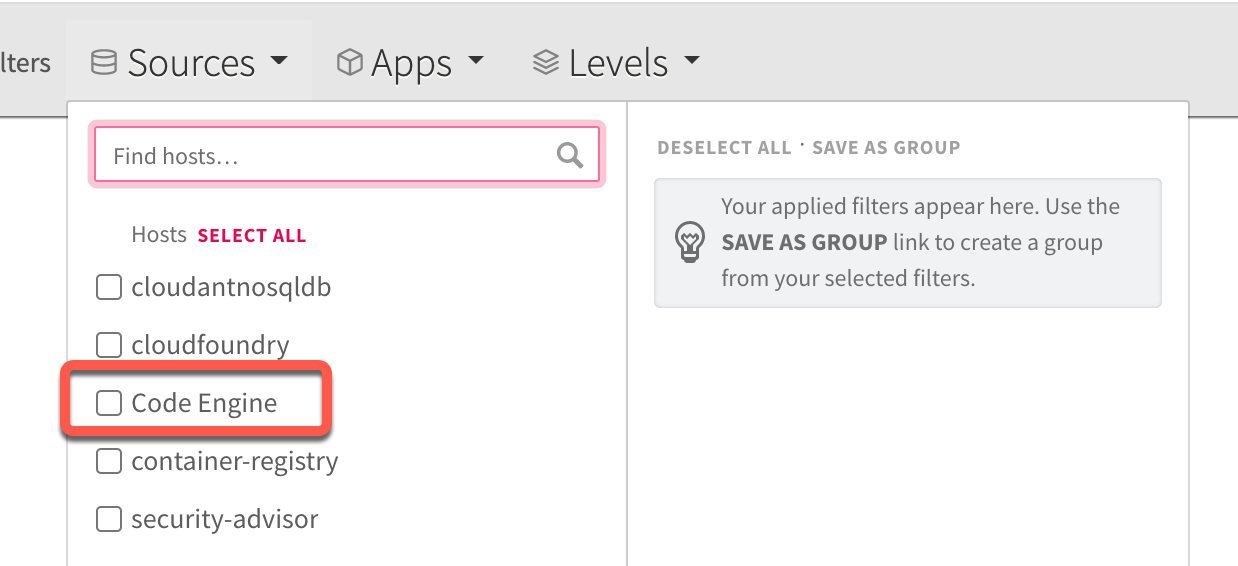 lters Sources Apps Levels
Find hosts…
Hosts SELECT ALL
cloudantnosqldb
cloudfoundry
Code Engine
container-registry
security-advisor
DESELECT ALL · SAVE AS GROUP
Your applied filters appear here. Use the
SAVE AS GROUP link to create a group
from your selected filters.